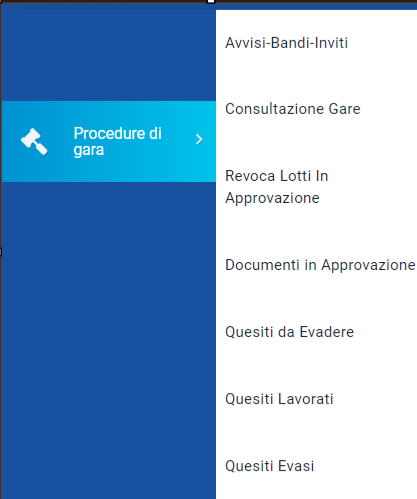 Procedure di
gara
Avvisi-Bandi-Inviti
Consultazione Gare
Revoca Lotti In
Approvazione
Documenti in Approvazione
Quesiti da Evadere
Quesiti Lavorati
Quesiti Evasi